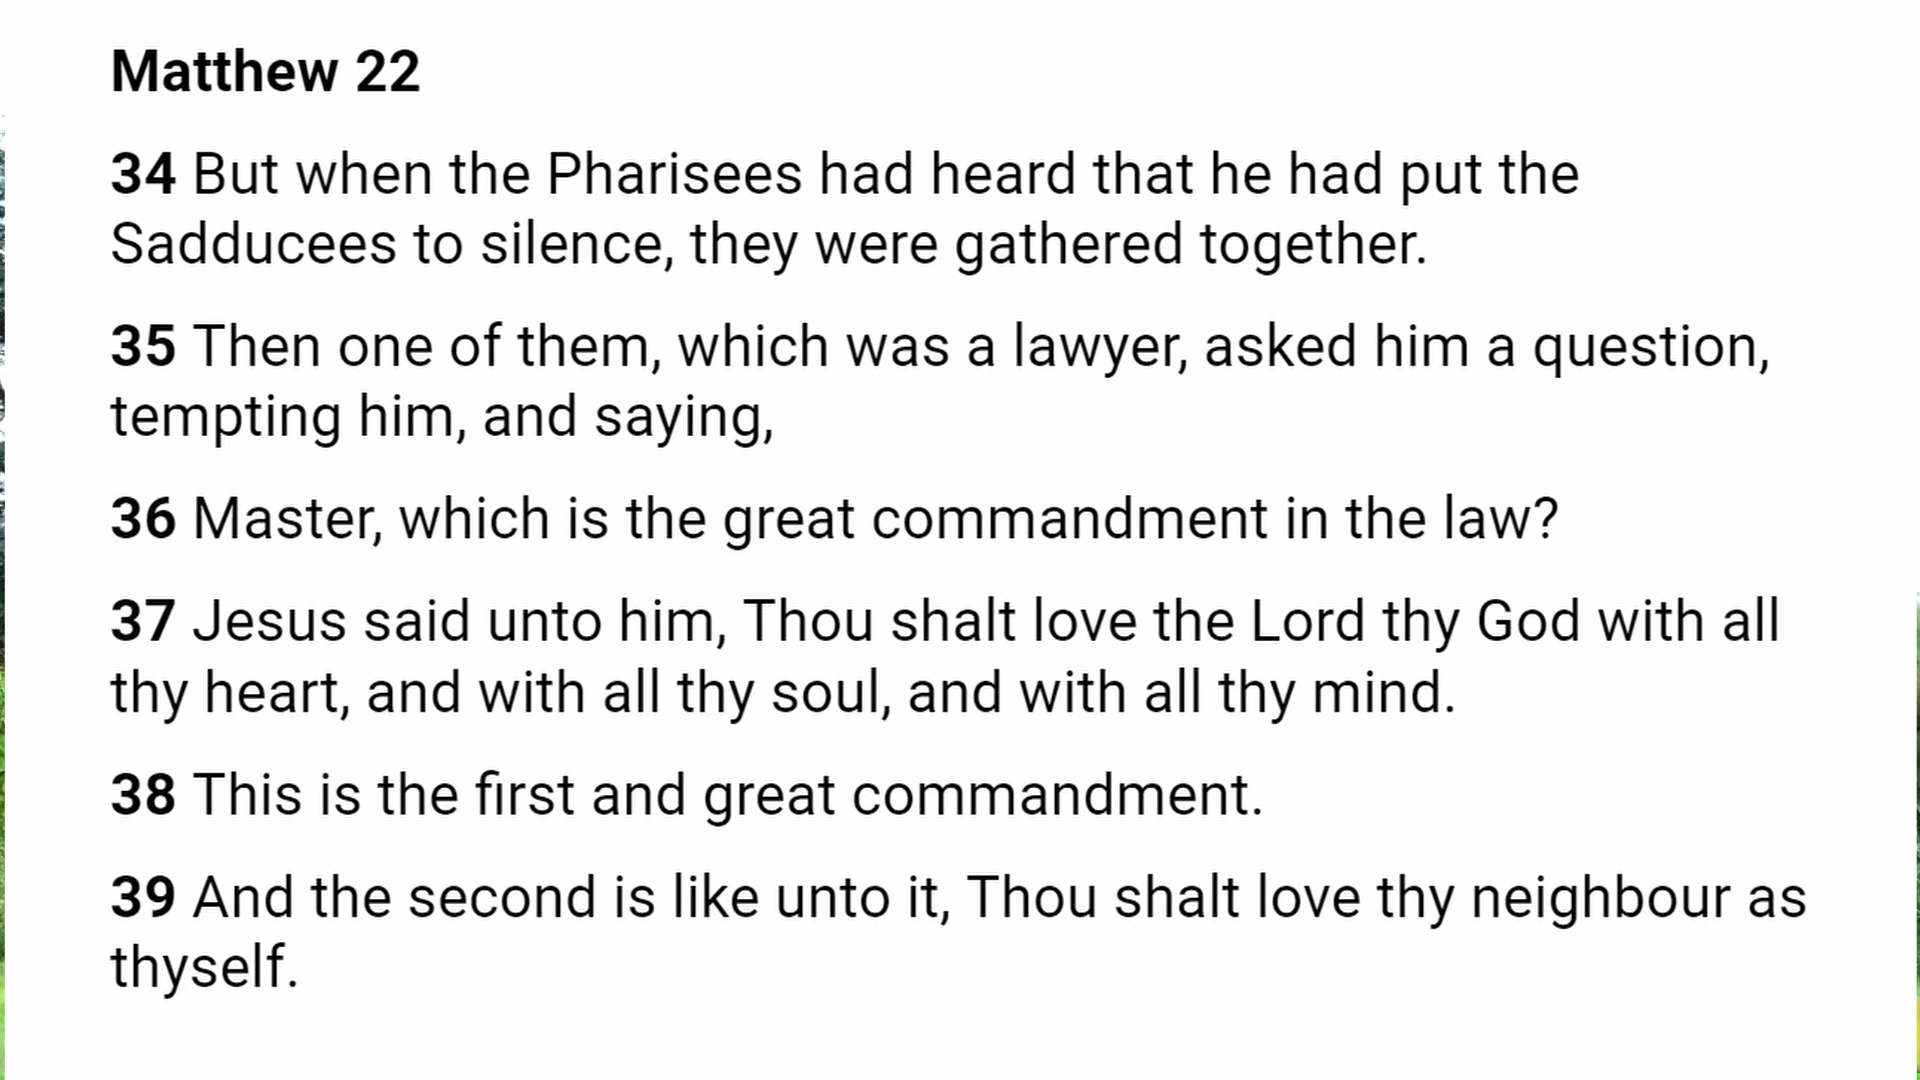 Matthew 22
34 But when the Pharisees had heard that he had put the
Sadducees to silence, they were gathered together.
35 Then one of them, which was a lawyer, asked him a question,
tempting him, and saying,
36 Master, which is the great commandment in the law?
37 Jesus said unto him, Thou shalt love the Lord thy God with all
thy heart, and with all thy soul, and with all thy mind.
38 This is the first and great commandment.
39 And the second is like unto it, Thou shalt love thy neighbour as
thyself.